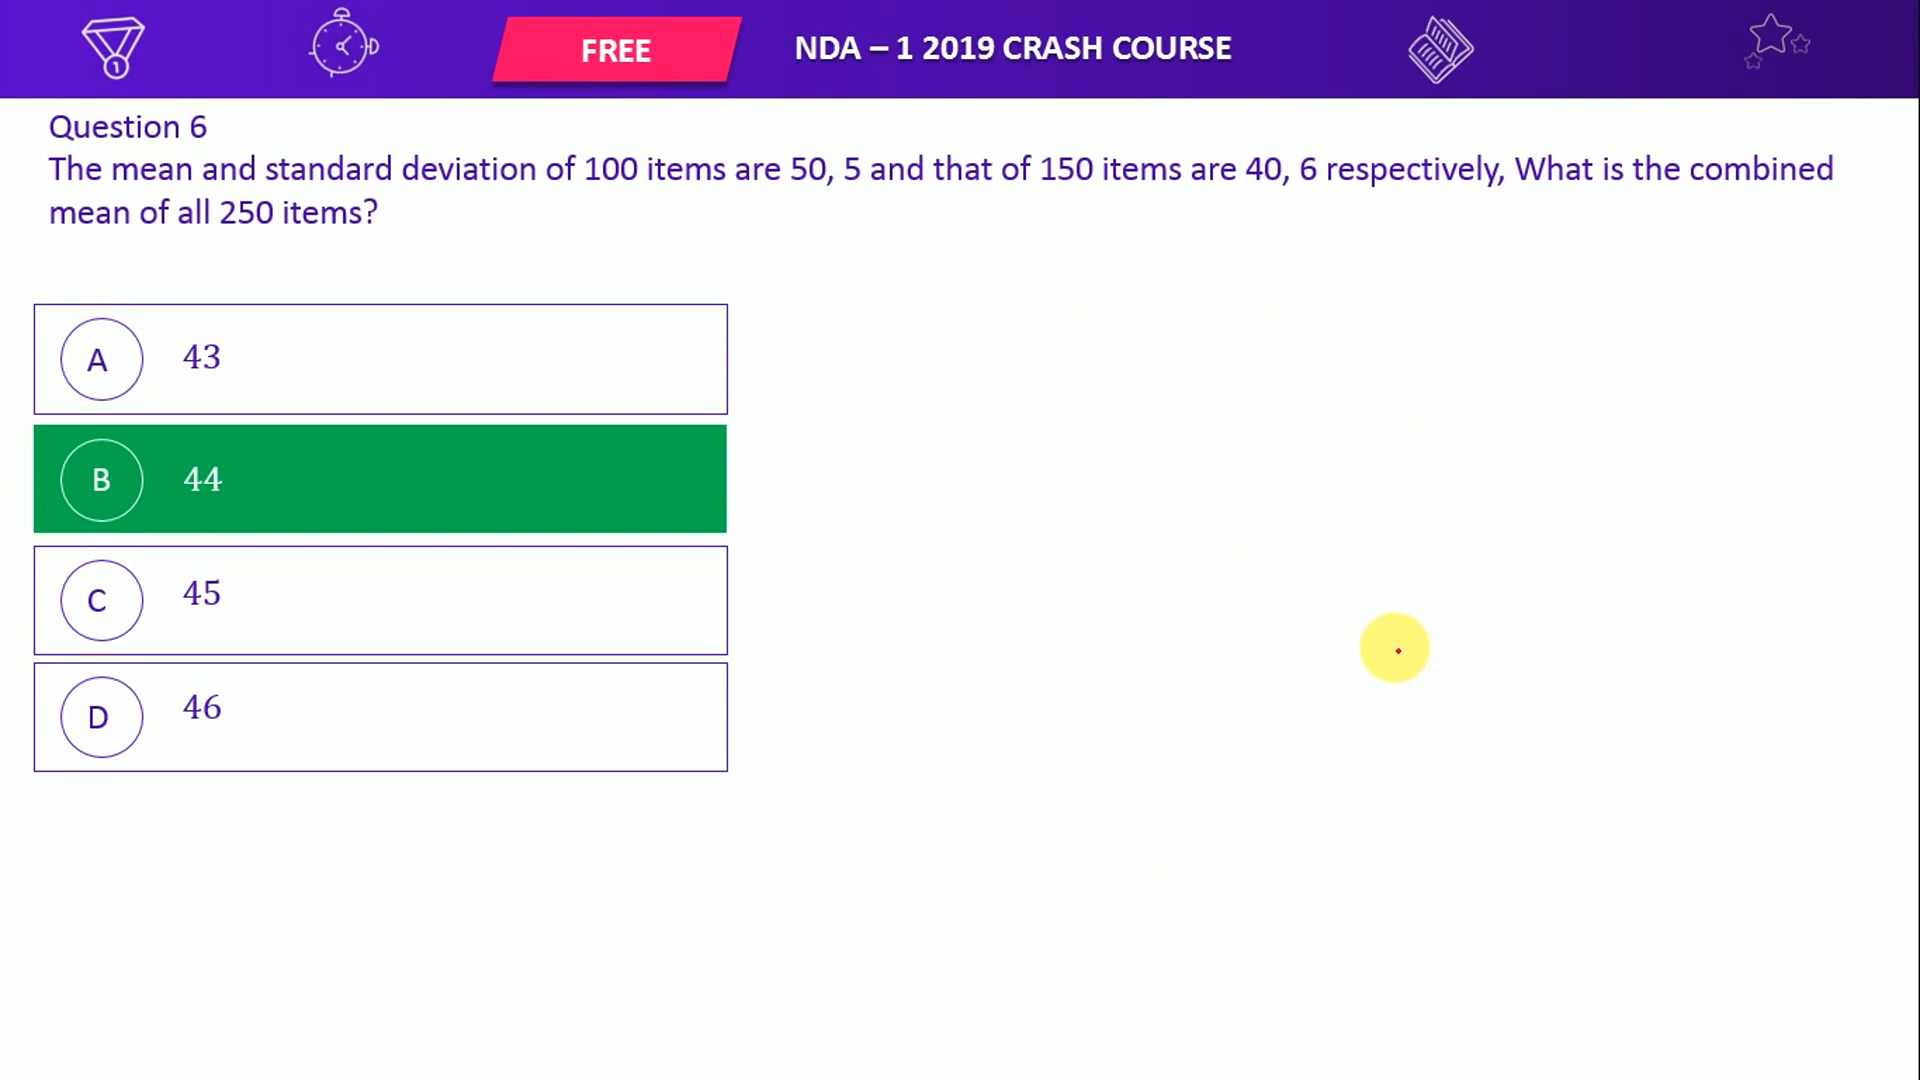 FREE
NDA – 1 2019 CRASH COURSE
Question 6
The mean and standard deviation of 100 items are 50, 5 and that of 150 items are 40, 6 respectively, What is the combined
mean of all 250 items?
A 43
B 44
C 45
D 46
1